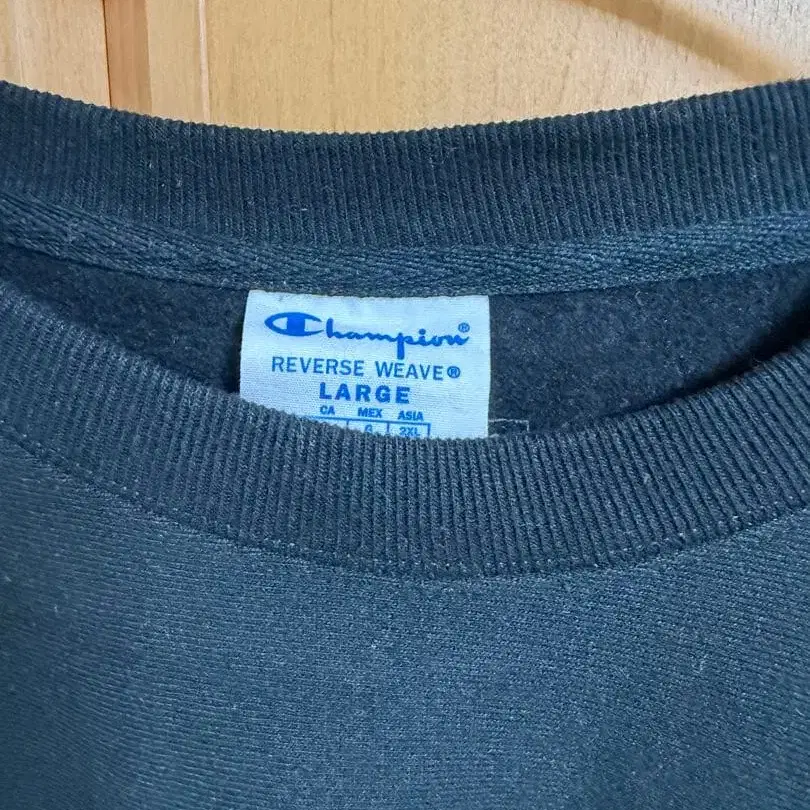 Champion®
REVERSE WEAVE®
LARGE
CA MEX ASIA
G 2XL